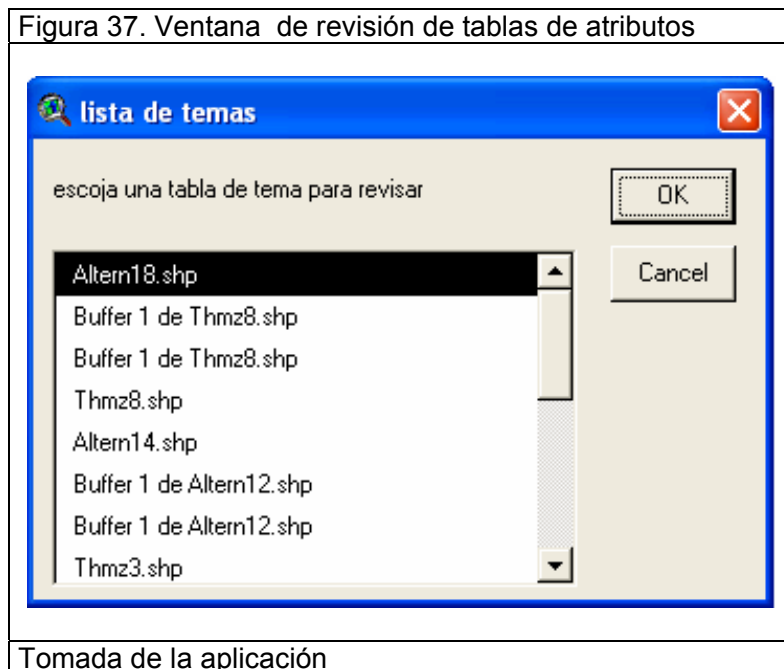 Figura 37. Ventana de revisión de tablas de atributos
lista de temas
escoja una tabla de tema para revisar
OK
Cancel
Altern18.shp
Buffer 1 de Thmz8.shp
Buffer 1 de Thmz8.shp
Thmz8.shp
Altern14.shp
Buffer 1 de Altern12.shp
Buffer 1 de Altern12.shp
Thmz3.shp
Tomada de la aplicación